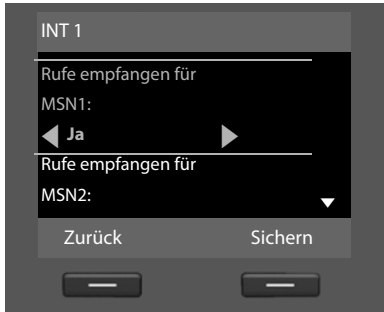 INT 1
Rufe empfangen für
MSN1:
Ja
Rufe empfangen für
MSN2:
Zurück Sichern